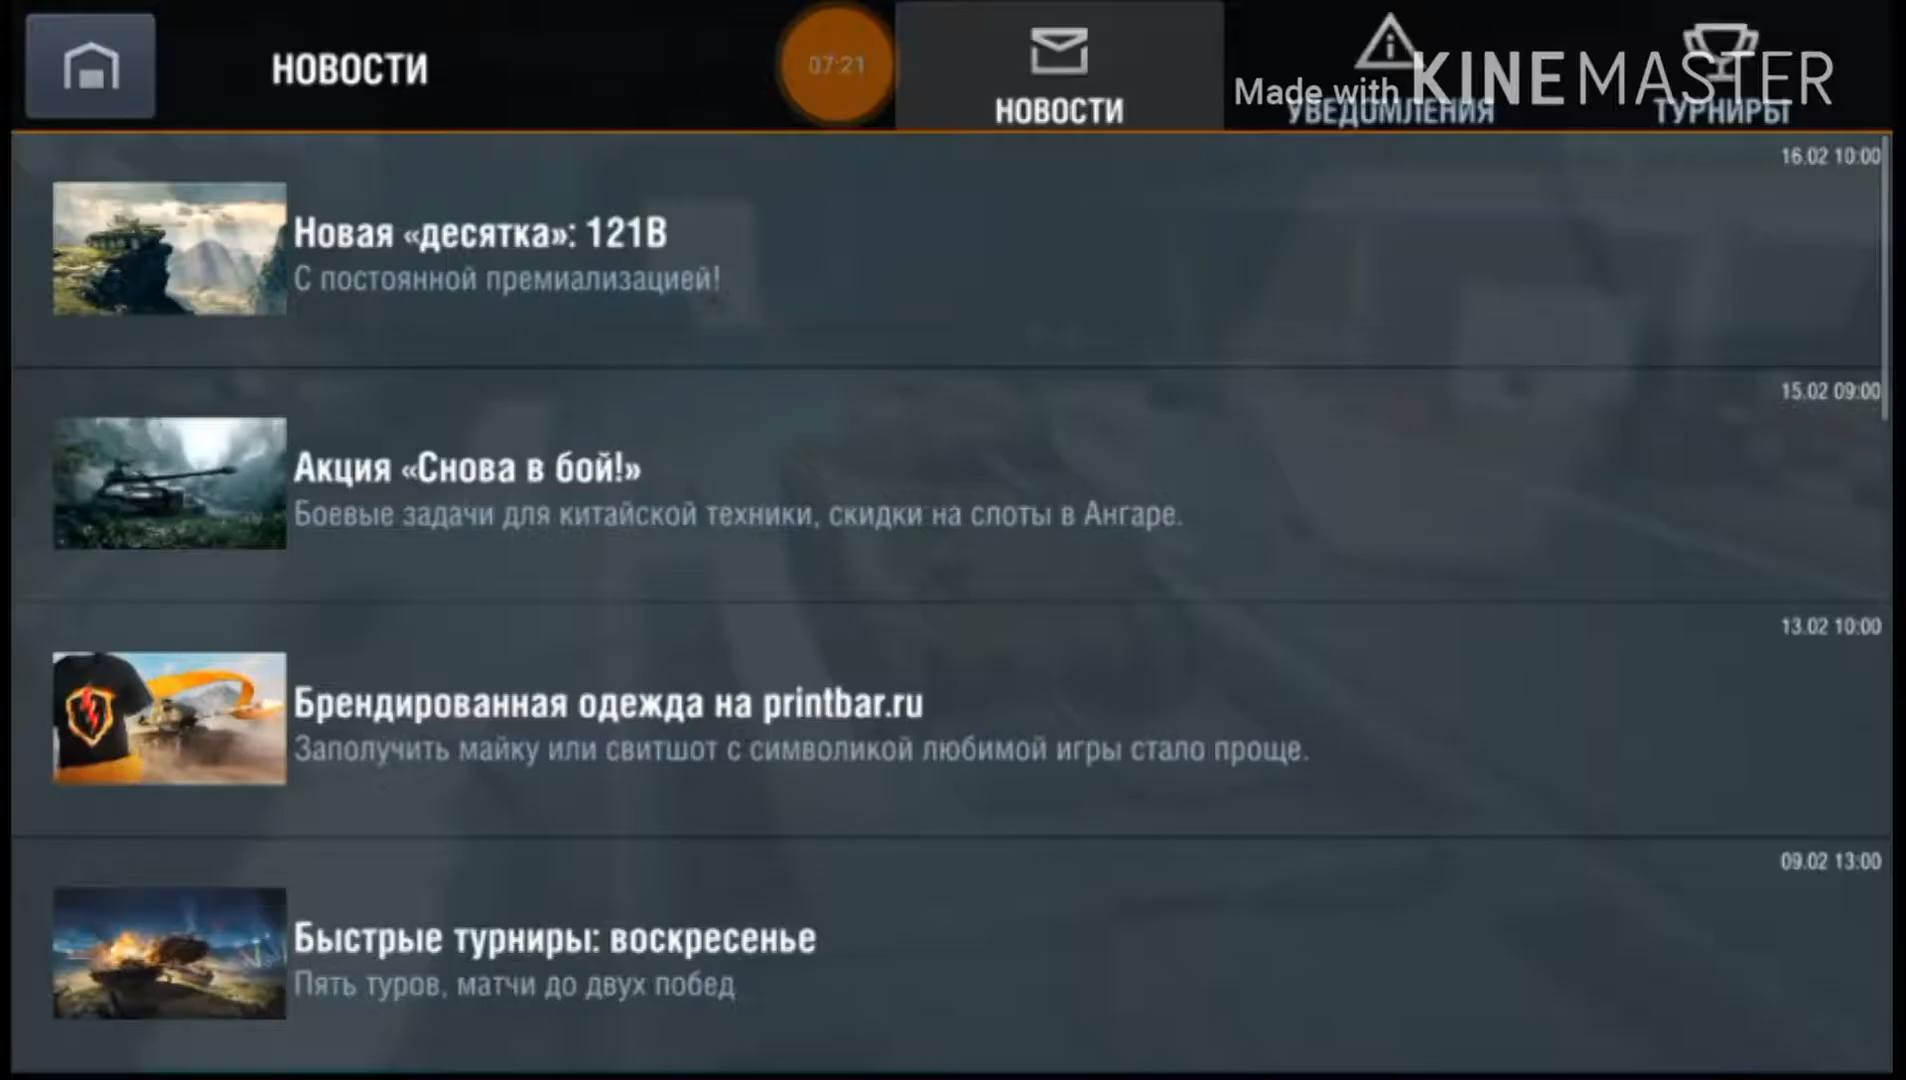 НОВОСТИ
07:21
НОВОСТИ
УВЕДОМЛЕНИЯ
ТУРНИРЫ
Made with KINEMASTER
16.02 10:00
Новая «десятка»: 121B
С постоянной премиализацией!
15.02 09:00
Акция «Снова в бой!»
Боевые задачи для китайской техники, скидки на слоты в Ангаре.
13.02 10:00
Брендированная одежда на printbar.ru
Заполучить майку или свитшот с символикой любимой игры стало проще.
09.02 13:00
Быстрые турниры: воскресенье
Пять туров, матчи до двух побед